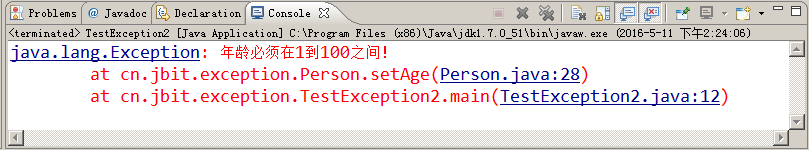 Problems @ Javadoc Declaration Console
<terminated> TestException2 [Java Application] C:\Program Files (x86)\Java\jdk1.7.0_51\bin\javaw.exe (2016-5-11 下午2:24:06)
java.lang.Exception: 年龄必须在1到100之间!
at cn.jbit.exception.Person.setAge(Person.java:28)
at cn.jbit.exception.TestException2.main(TestException2.java:12)